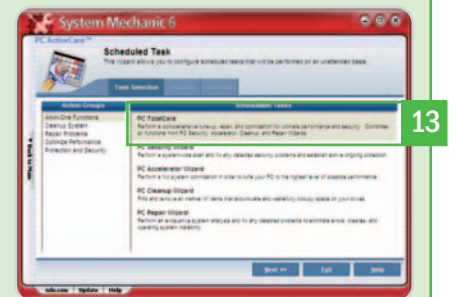 System Mechanic 6
PC ActiveCare™
Scheduled Task
This wizard allows you to configure scheduled tasks that will be performed on an unattended basis.
Task Selection
Action Groups
Schedulable Tasks
All-in-One Functions
Cleanup System
Repair Problems
Optimize Performance
Protection and Security
PC TotalCare
Perform a comprehensive tune-up, repair, and optimization for ultimate performance and security. Combines
all functions from PC Security, Accelerator, Cleanup, and Repair Wizards.
13
PC Security Wizard
Perform a system-wide scan and fix any detected security problems and establish active ongoing protection.
PC Accelerator Wizard
Perform a full system optimization in order to tune your PC to the highest level of possible performance.
PC Cleanup Wizard
Find and remove all manner of items that accumulate and needlessly occupy space on your drives.
PC Repair Wizard
Perform an exhaustive system analysis and fix any detected problems to eliminate errors, crashes, and
operating system instability.
Back to Main
Next >>
Exit
Help
iolo.com
Update
Help